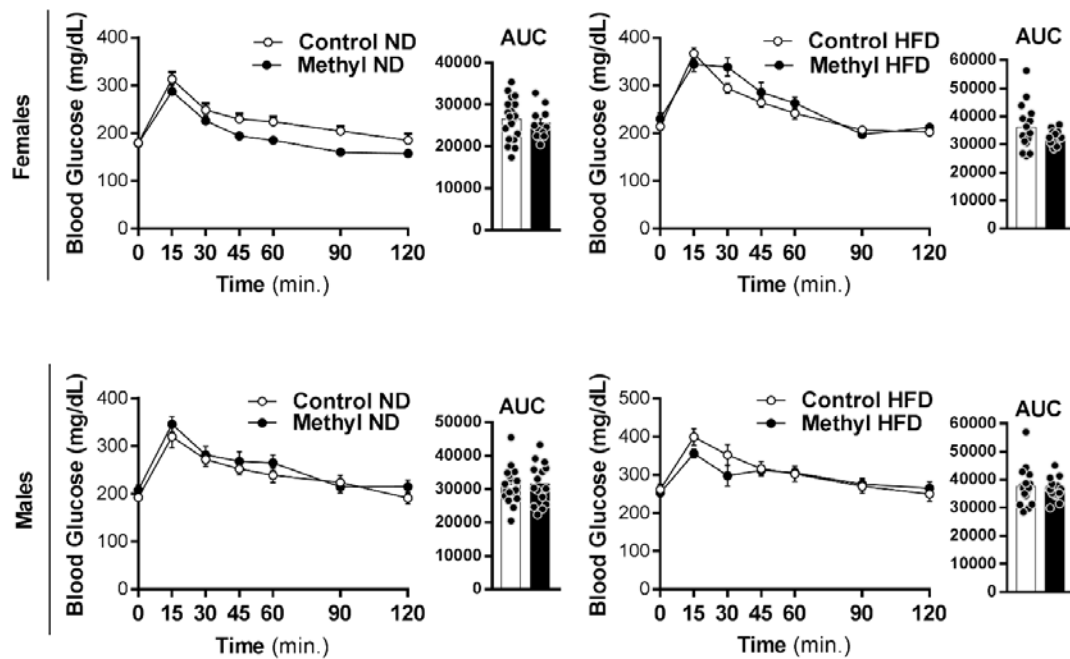 Females
Blood Glucose (mg/dL)
400
300
200
100
0
Control ND
Methyl ND
0 15 30 45 60 90 120
Time (min.)
AUC
40000
30000
20000
10000
0
Blood Glucose (mg/dL)
400
300
200
100
0
Control HFD
Methyl HFD
0 15 30 45 60 90 120
Time (min.)
AUC
60000
50000
40000
30000
20000
10000
0
Males
Blood Glucose (mg/dL)
400
300
200
100
0
Control ND
Methyl ND
0 15 30 45 60 90 120
Time (min.)
AUC
50000
40000
30000
20000
10000
0
Blood Glucose (mg/dL)
500
400
300
200
100
0
Control HFD
Methyl HFD
0 15 30 45 60 90 120
Time (min.)
AUC
60000
50000
40000
30000
20000
10000
0